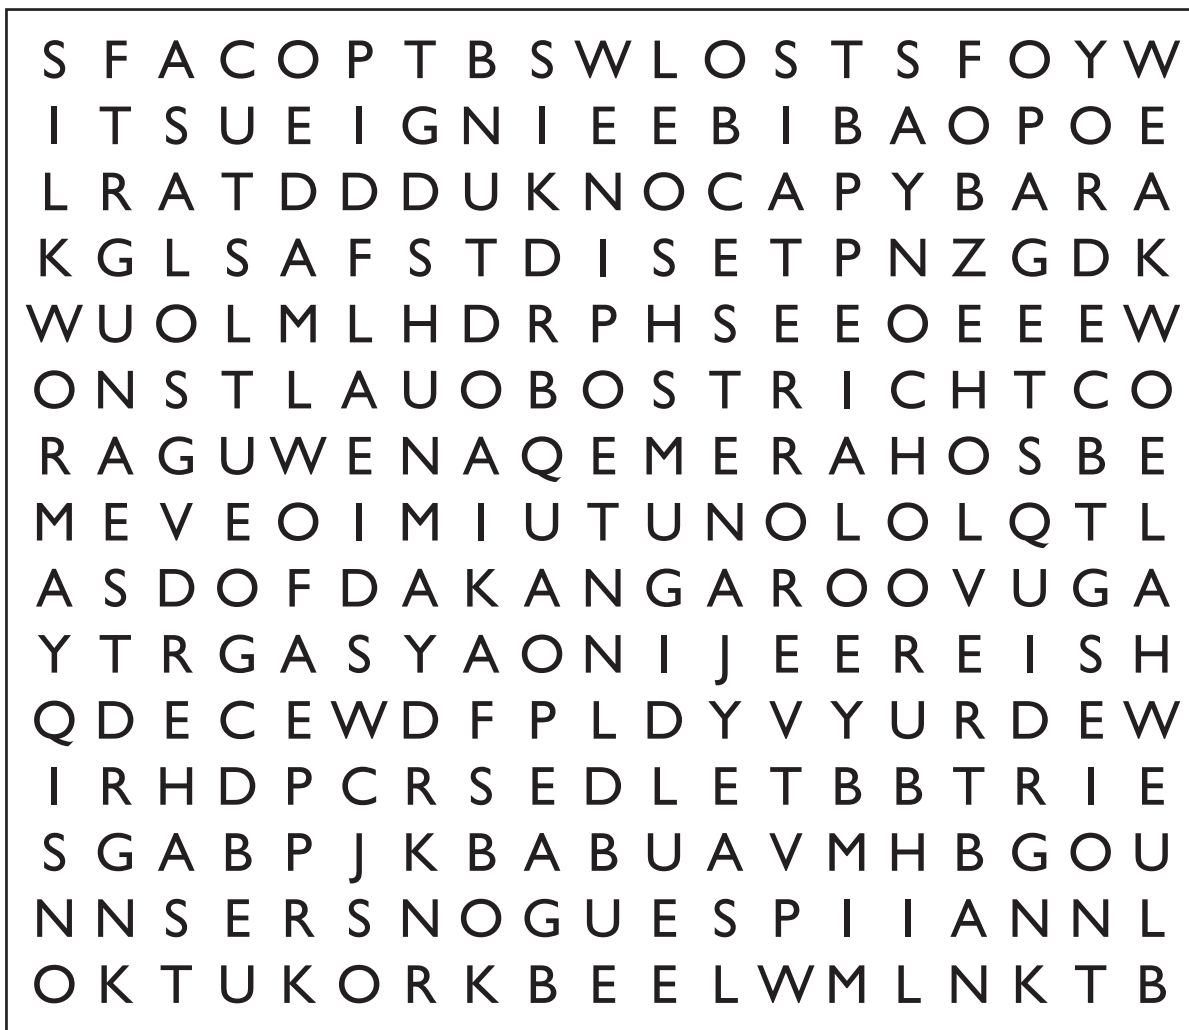 S F A C O P T B S W L O S T S F O Y W
I T S U E I G N I E E B I B A O P O E
L R A T D D D U K N O C A P Y B A R A
K G L S A F S T D I S E T P N Z G D K
W U O L M L H D R P H S E E O E E E W
O N S T L A U O B O S T R I C H T C O
R A G U W E N A Q E M E R A H O S B E
M E V E O I M I U T U N O L O L Q T L
A S D O F D A K A N G A R O O V U G A
Y T R G A S Y A O N I J E E R E I S H
Q D E C E W D F P L D Y V Y U R D E W
I R H D P C R S E D L E T B B T R I E
S G A B P J K B A B U A V M H B G O U
N N S E R S N O G U E S P I I A N N L
O K T U K O R K B E E L W M L N K T B